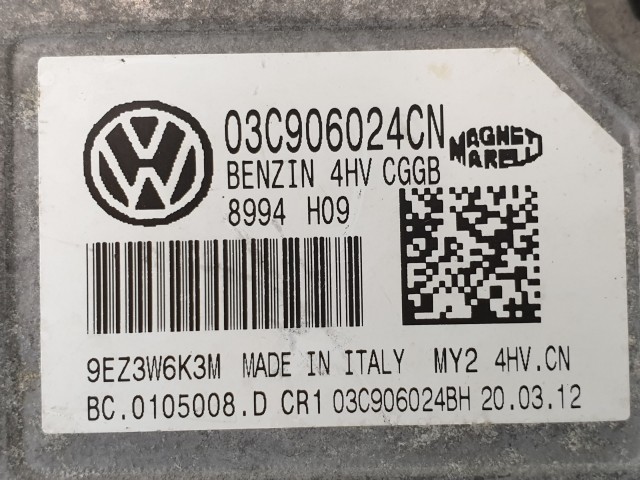 03C906024CN
MAGNETI
MARELLI
BENZIN 4HV CGGB
8994 H09
9EZ3W6K3M MADE IN ITALY MY2 4HV.CN
BC.0105008.D CR1 03C906024BH 20.03.12